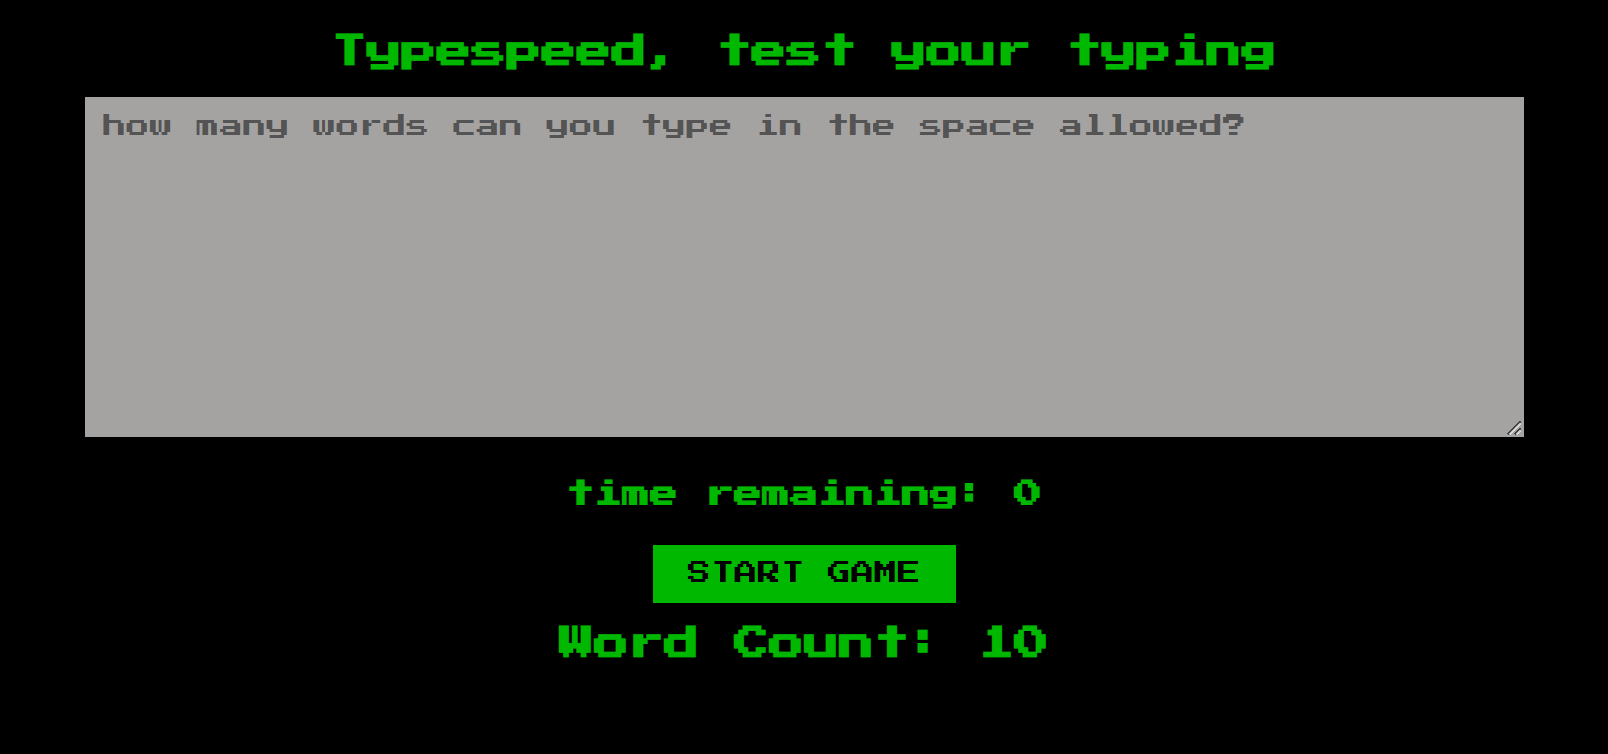 Typespeed, test your typing
how many words can you type in the space allowed?
time remaining: 0
START GAME
Word Count: 10